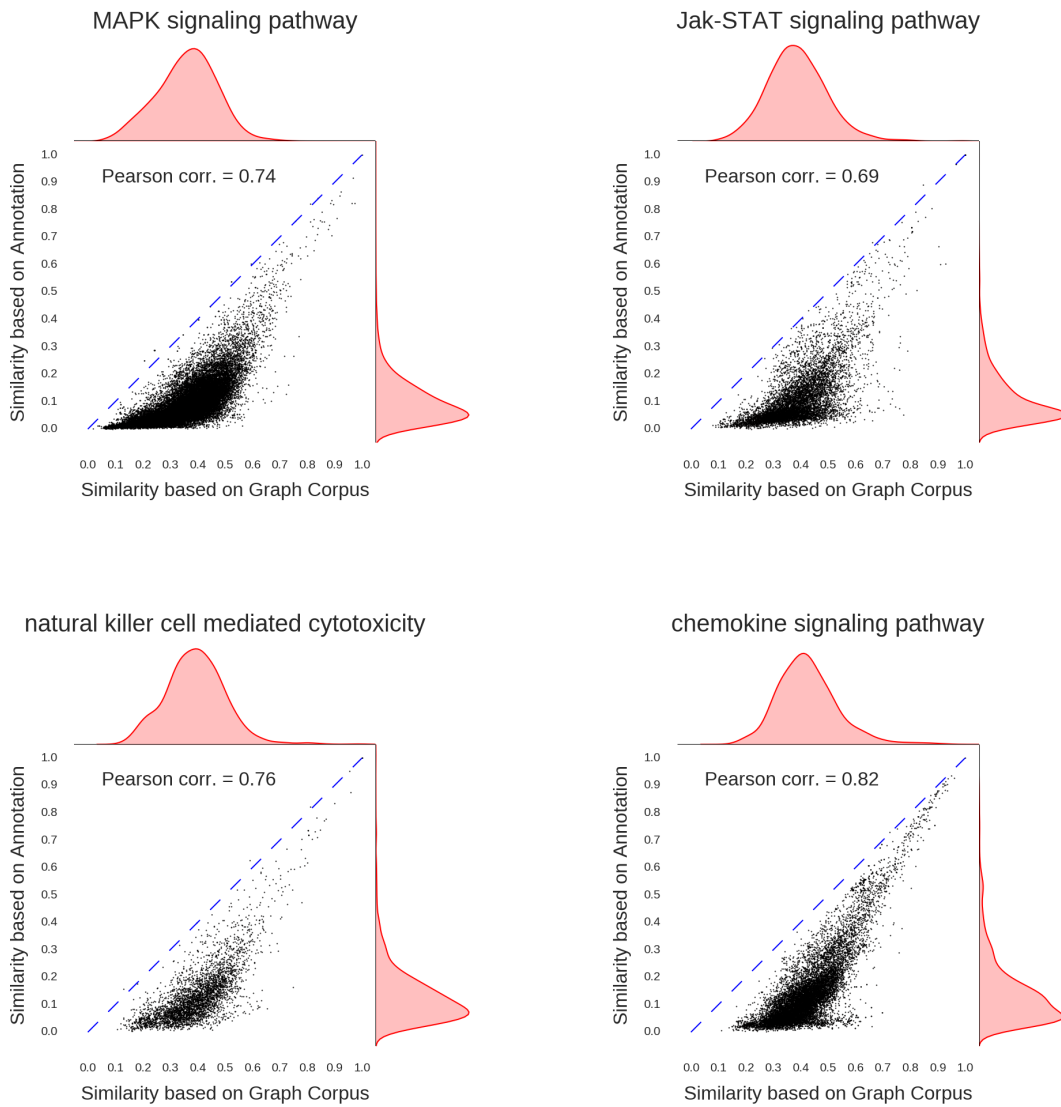 MAPK signaling pathway
Pearson corr. = 0.74
Similarity based on Annotation
1.0
0.9
0.8
0.7
0.6
0.5
0.4
0.3
0.2
0.1
0.0
0.0 0.1 0.2 0.3 0.4 0.5 0.6 0.7 0.8 0.9 1.0
Similarity based on Graph Corpus
Jak-STAT signaling pathway
Pearson corr. = 0.69
Similarity based on Annotation
1.0
0.9
0.8
0.7
0.6
0.5
0.4
0.3
0.2
0.1
0.0
0.0 0.1 0.2 0.3 0.4 0.5 0.6 0.7 0.8 0.9 1.0
Similarity based on Graph Corpus
natural killer cell mediated cytotoxicity
Pearson corr. = 0.76
Similarity based on Annotation
1.0
0.9
0.8
0.7
0.6
0.5
0.4
0.3
0.2
0.1
0.0
0.0 0.1 0.2 0.3 0.4 0.5 0.6 0.7 0.8 0.9 1.0
Similarity based on Graph Corpus
chemokine signaling pathway
Pearson corr. = 0.82
Similarity based on Annotation
1.0
0.9
0.8
0.7
0.6
0.5
0.4
0.3
0.2
0.1
0.0
0.0 0.1 0.2 0.3 0.4 0.5 0.6 0.7 0.8 0.9 1.0
Similarity based on Graph Corpus